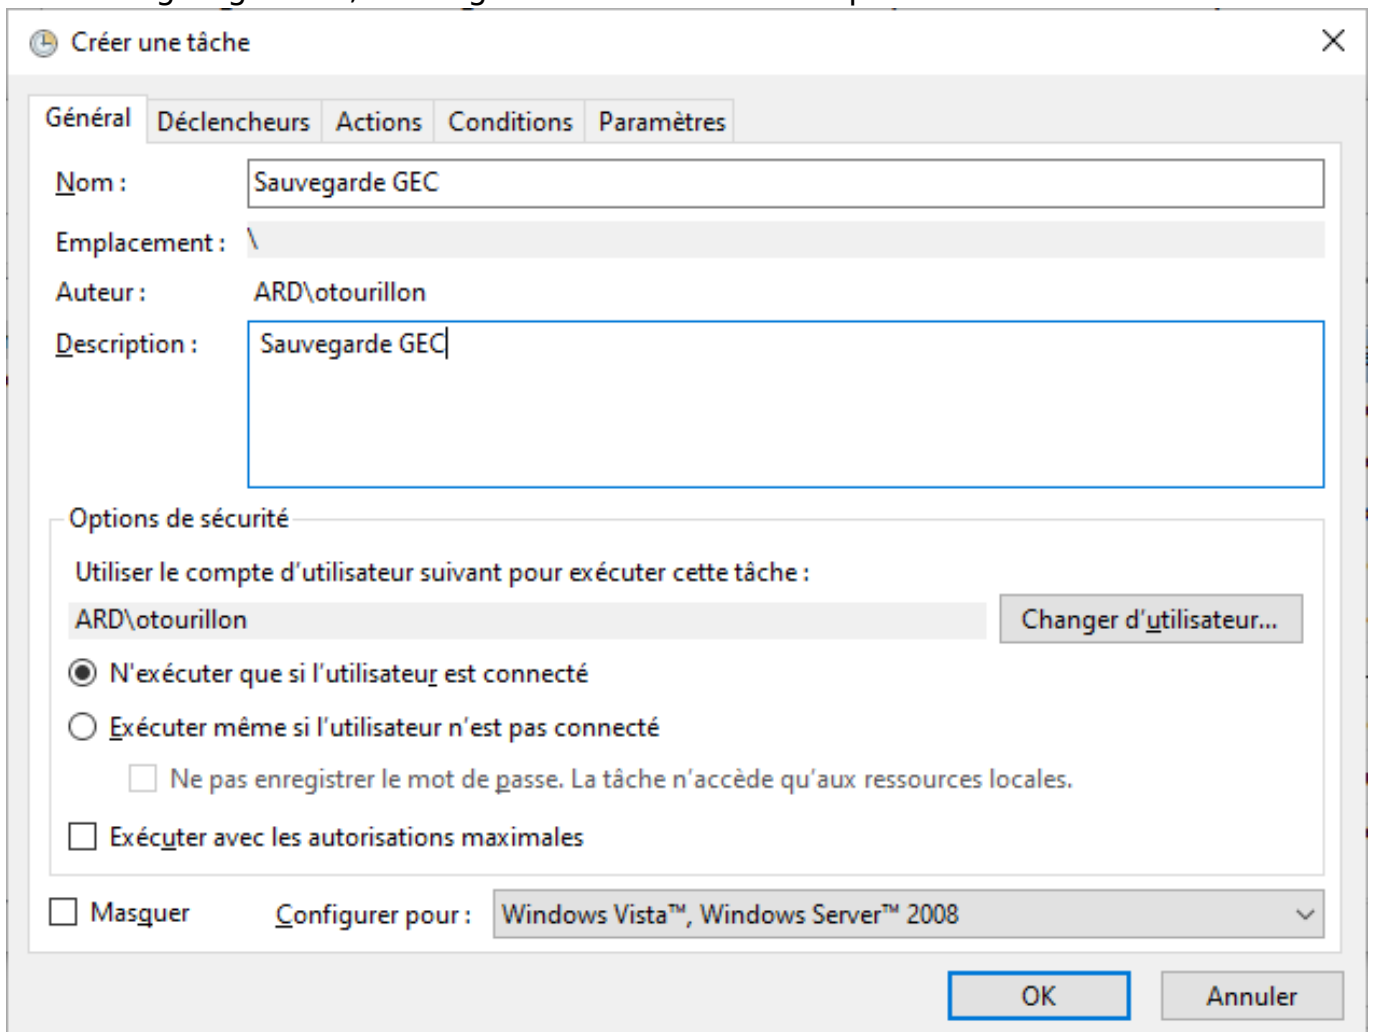 Créer une tâche
Général Déclencheurs Actions Conditions Paramètres
Nom : Sauvegarde GEC
Emplacement : \
Auteur : ARD\otourillon
Description : Sauvegarde GEC
Options de sécurité
Utiliser le compte d'utilisateur suivant pour exécuter cette tâche :
ARD\otourillon Changer d'utilisateur...
N'exécuter que si l'utilisateur est connecté
Exécuter même si l'utilisateur n'est pas connecté
Ne pas enregistrer le mot de passe. La tâche n'accède qu'aux ressources locales.
Exécuter avec les autorisations maximales
Masquer Configurer pour : Windows Vista™, Windows Server™ 2008
OK Annuler